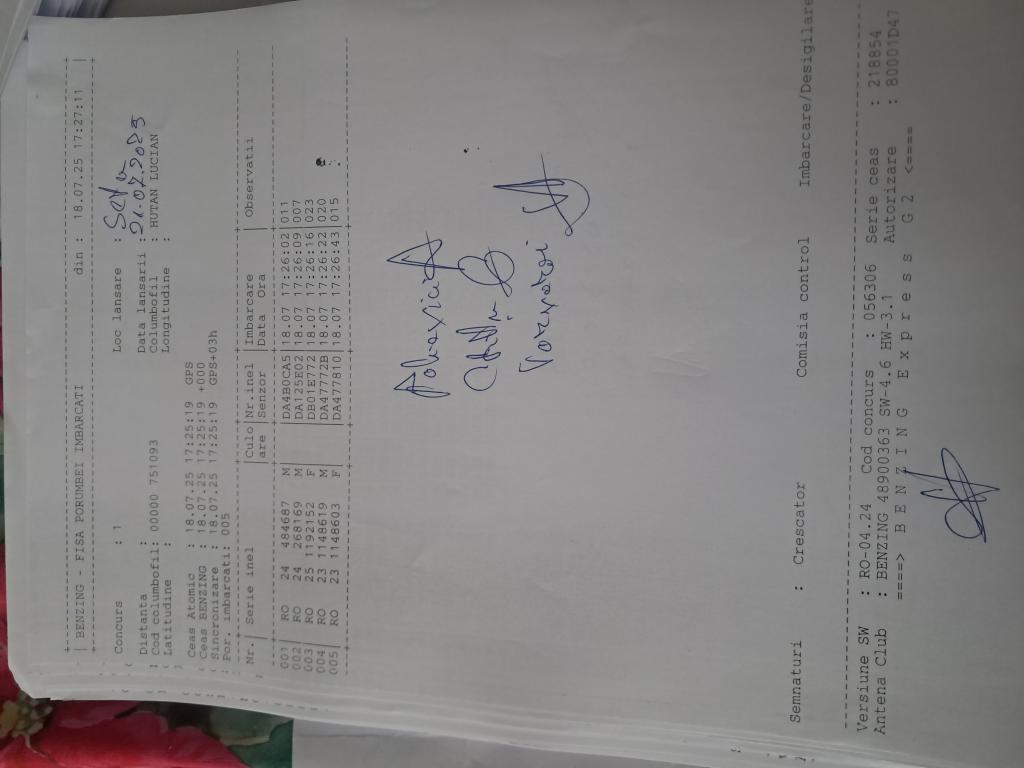 | BENZING - FISA PORUMBEI IMBARCATI din : 18.07.25 17:27:11 |
Concurs : 1 Loc lansare :
Distanta : Data lansarii :
Cod columbofil: 00000 751093 Columbofil : HUTAN LUCIAN
Latitudine : Longitudine :
Ceas Atomic : 18.07.25 17:25:19 GPS
Ceas BENZING : 18.07.25 17:25:19 +000
Sincronizare : 18.07.25 17:25:19 GPS+03h
Por. imbarcati: 005
Nr.| Serie inel |Culo|Nr.inel |Imbarcare |Observatii
|are |Senzor |Data Ora |
001| RO 24 484687 M | |DA4B0CA5|18.07 17:26:02|011
002| RO 24 268169 M | |DA125E02|18.07 17:26:09|007
003| RO 25 1192152 F | |DB01E772|18.07 17:26:16|023
004| RO 23 1148619 M | |DA47772B|18.07 17:26:22|020
005| RO 23 1148603 F | |DA477810|18.07 17:26:43|015
Semnaturi : Crescator Comisia control Imbarcare/Desigilare
Versiune SW : RO-04.24 Cod concurs : 056306 Serie ceas : 218854
Antena Club : BENZING 48900363 SW-4.6 HW-3.1 Autorizare : 80001D47
====> B E N Z I N G E x p r e s s G 2 <====